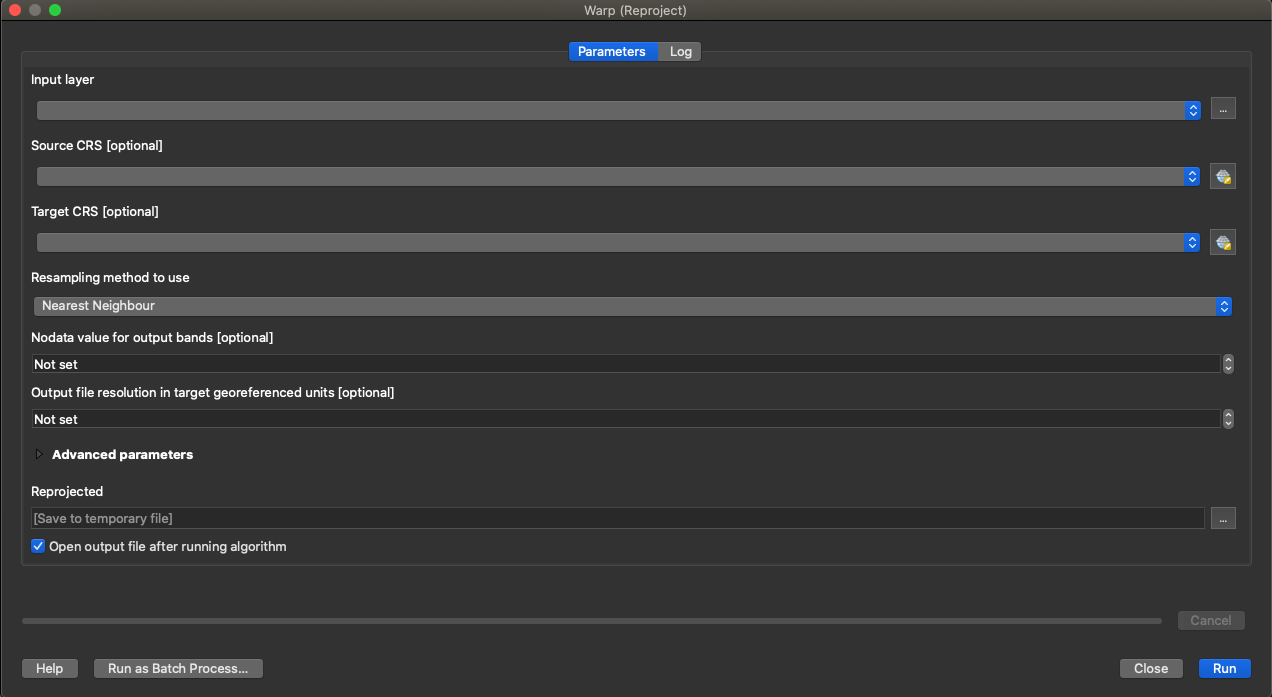 Warp (Reproject)
Parameters Log
Input layer
...
Source CRS [optional]
Target CRS [optional]
Resampling method to use
Nearest Neighbour
Nodata value for output bands [optional]
Not set
Output file resolution in target georeferenced units [optional]
Not set
Advanced parameters
Reprojected
[Save to temporary file] ...
Open output file after running algorithm
Cancel
Help Run as Batch Process... Close Run